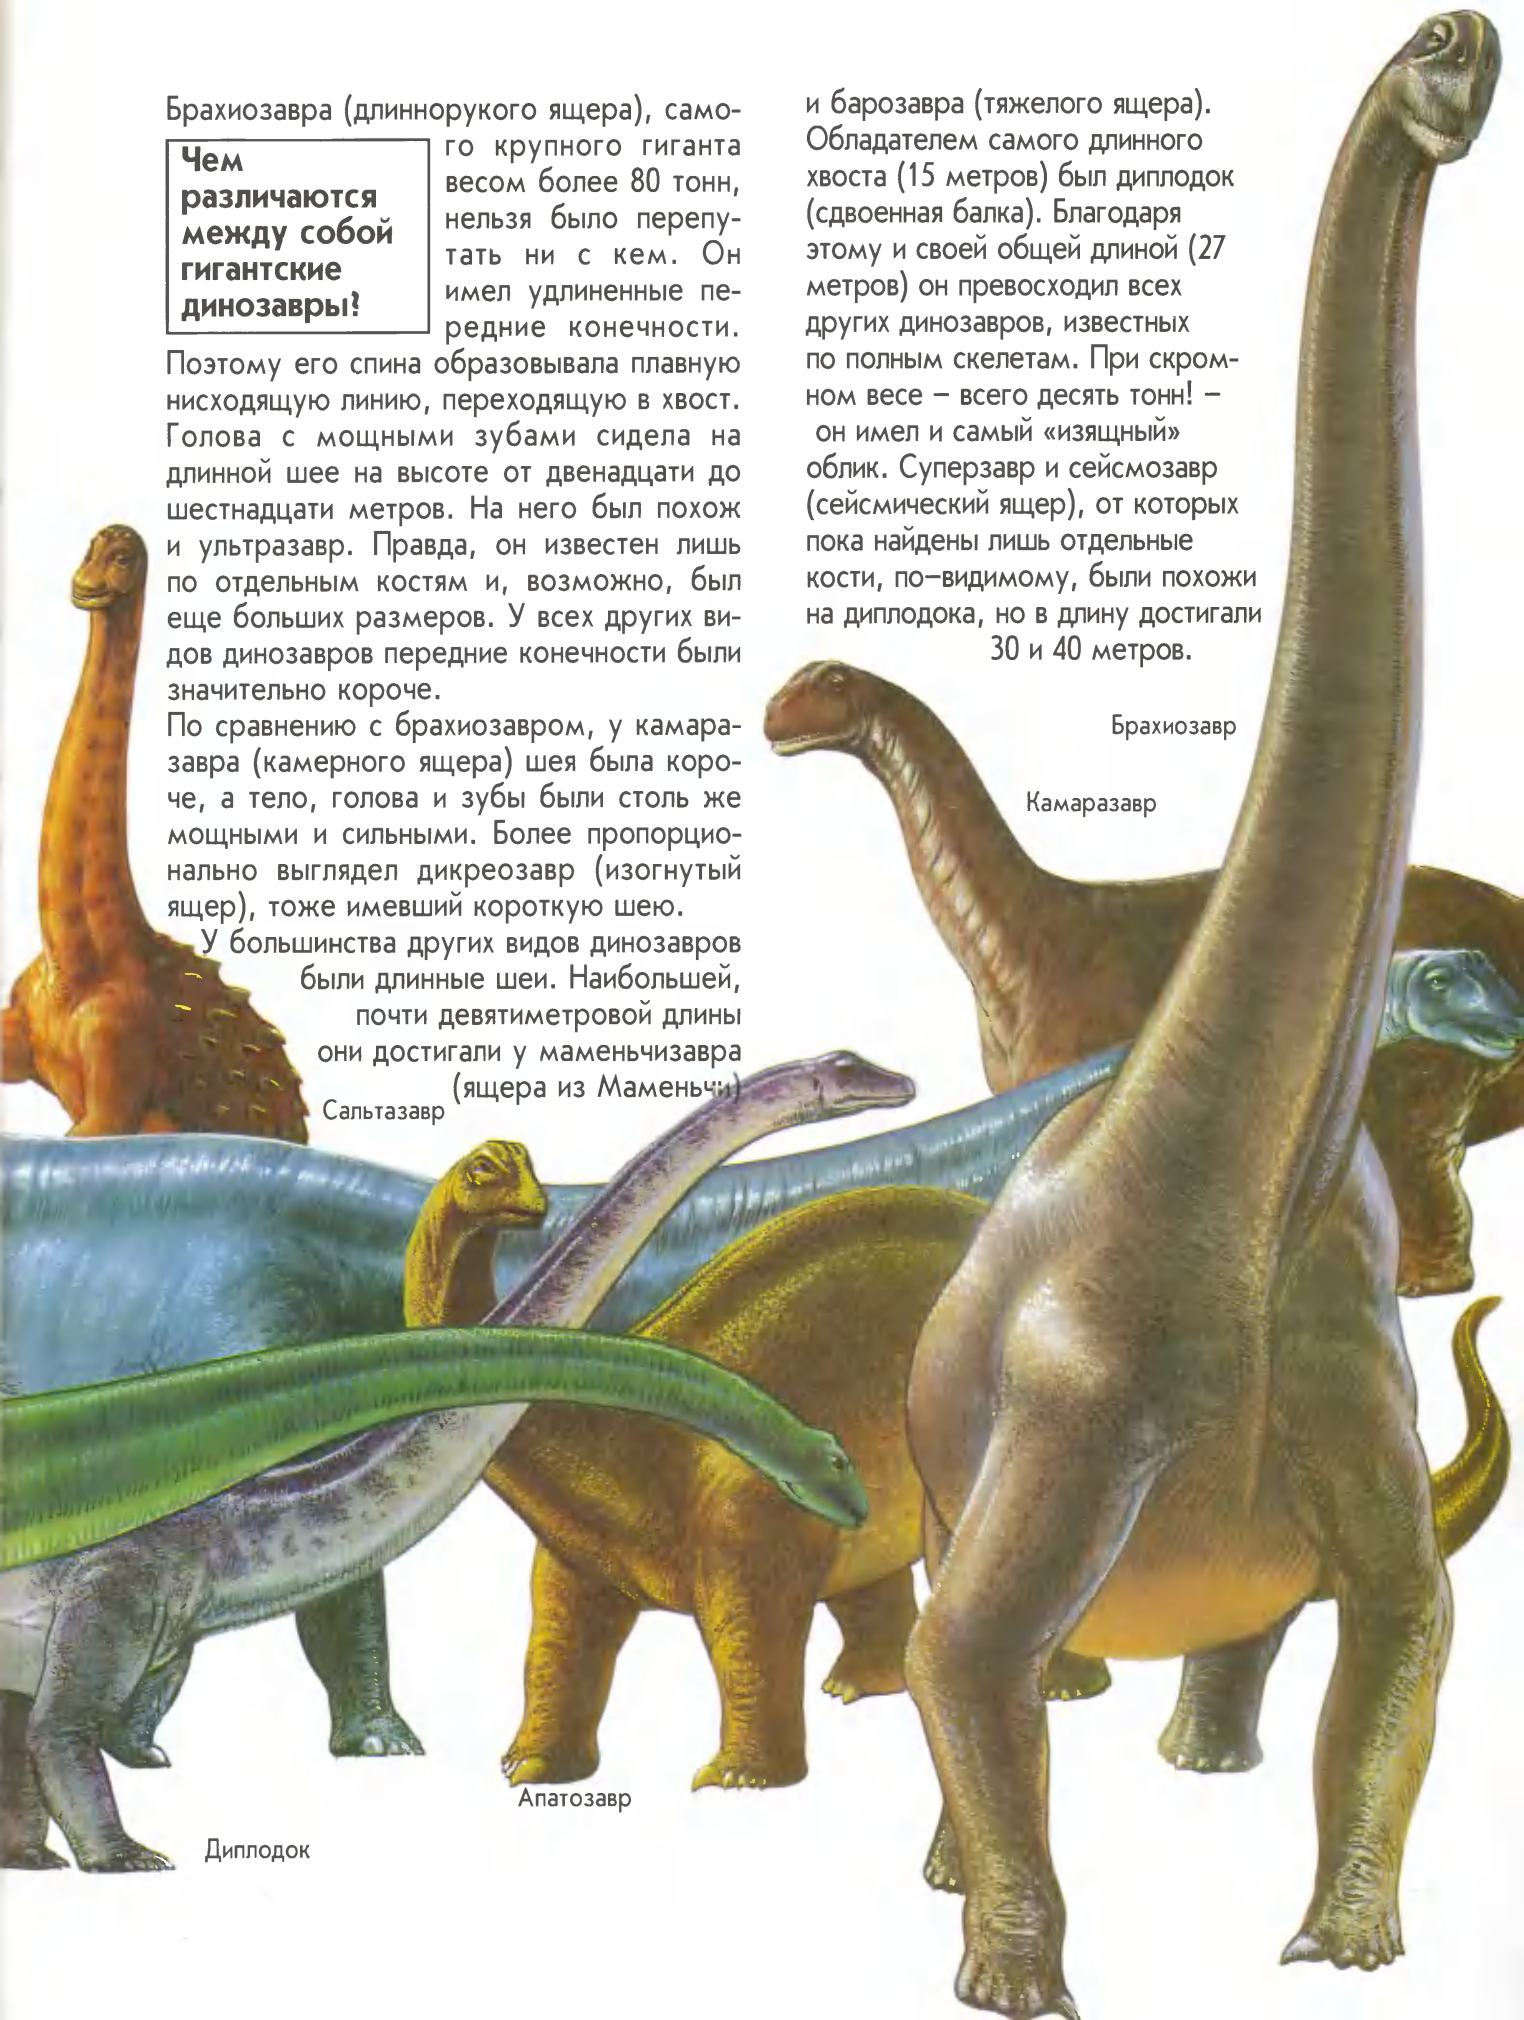 Брахиозавра (длиннорукого ящера), само-
Чем
различаются
между собой
гигантские
динозавры?
го крупного гиганта
весом более 80 тонн,
нельзя было перепу-
тать ни с кем. Он
имел удлиненные пе-
редние конечности.
Поэтому его спина образовывала плавную
нисходящую линию, переходящую в хвост.
Голова с мощными зубами сидела на
длинной шее на высоте от двенадцати до
шестнадцати метров. На него был похож
и ультразавр. Правда, он известен лишь
по отдельным костям и, возможно, был
еще больших размеров. У всех других ви-
дов динозавров передние конечности были
значительно короче.
По сравнению с брахиозавром, у камара-
завра (камерного ящера) шея была коро-
че, а тело, голова и зубы были столь же
мощными и сильными. Более пропорцио-
нально выглядел дикреозавр (изогнутый
ящер), тоже имевший короткую шею.
У большинства других видов динозавров
были длинные шеи. Наибольшей,
почти девятиметровой длины
они достигали у маменьчизавра
(ящера из Маменьчи)
и барозавра (тяжелого ящера).
Обладателем самого длинного
хвоста (15 метров) был диплодок
(сдвоенная балка). Благодаря
этому и своей общей длиной (27
метров) он превосходил всех
других динозавров, известных
по полным скелетам. При скром-
ном весе – всего десять тонн! –
он имел и самый «изящный»
облик. Суперзавр и сейсмозавр
(сейсмический ящер), от которых
пока найдены лишь отдельные
кости, по-видимому, были похожи
на диплодока, но в длину достигали
30 и 40 метров.
Брахиозавр
Камаразавр
Сальтазавр
Апатозавр
Диплодок